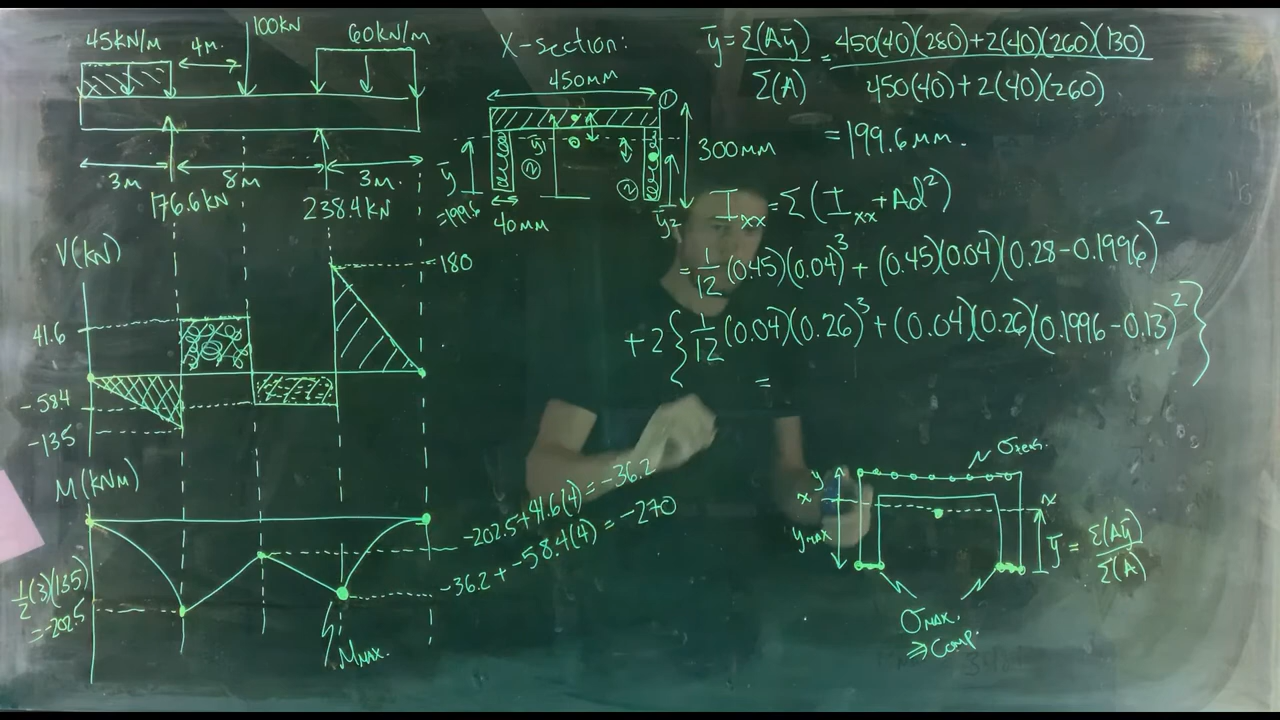 45kN/m
4m.
100kN
60kN/m
3m
8m
3m.
176.6kN
238.4kN
X-section:
450mm
①
300mm
ȳ
=199.6
ȳ1
②
②
40mm
ȳ2
ȳ = Σ(Aȳ)/Σ(A) = 450(40)(280)+2(40)(260)(130)/450(40)+2(40)(260)
= 199.6mm.
Ixx = Σ(Ixx+Ad²)
= 1/12 (0.45)(0.04)³ + (0.45)(0.04)(0.28-0.1996)²
+ 2{1/12 (0.04)(0.26)³ + (0.04)(0.26)(0.1996-0.13)²}
=
V(kN)
180
41.6
-58.4
-135
M(kNm)
½(3)(135)
=-202.5
-202.5+41.6(4)=-36.2
-36.2+-58.4(4)=-270
MMAX.
σtens.
y
x
x
yMAX
ȳ = Σ(Aȳ)/Σ(A)
σMAX.
⇒ Comp.